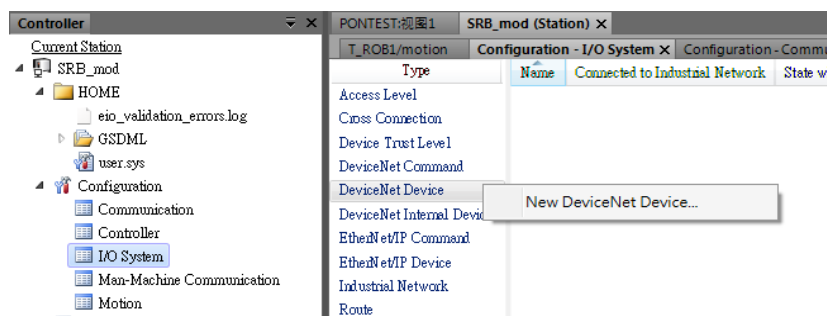 Controller
Current Station
SRB_mod
HOME
eio_validation_errors.log
GSDML
user.sys
Configuration
Communication
Controller
I/O System
Man-Machine Communication
Motion
PONTEST:视图1 SRB_mod (Station)
T_ROB1/motion Configuration - I/O System Configuration - Commu
Type Name Connected to Industrial Network State w
Access Level
Cross Connection
Device Trust Level
DeviceNet Command
DeviceNet Device
New DeviceNet Device...
DeviceNet Internal Device
EtherNet/IP Command
EtherNet/IP Device
Industrial Network
Route